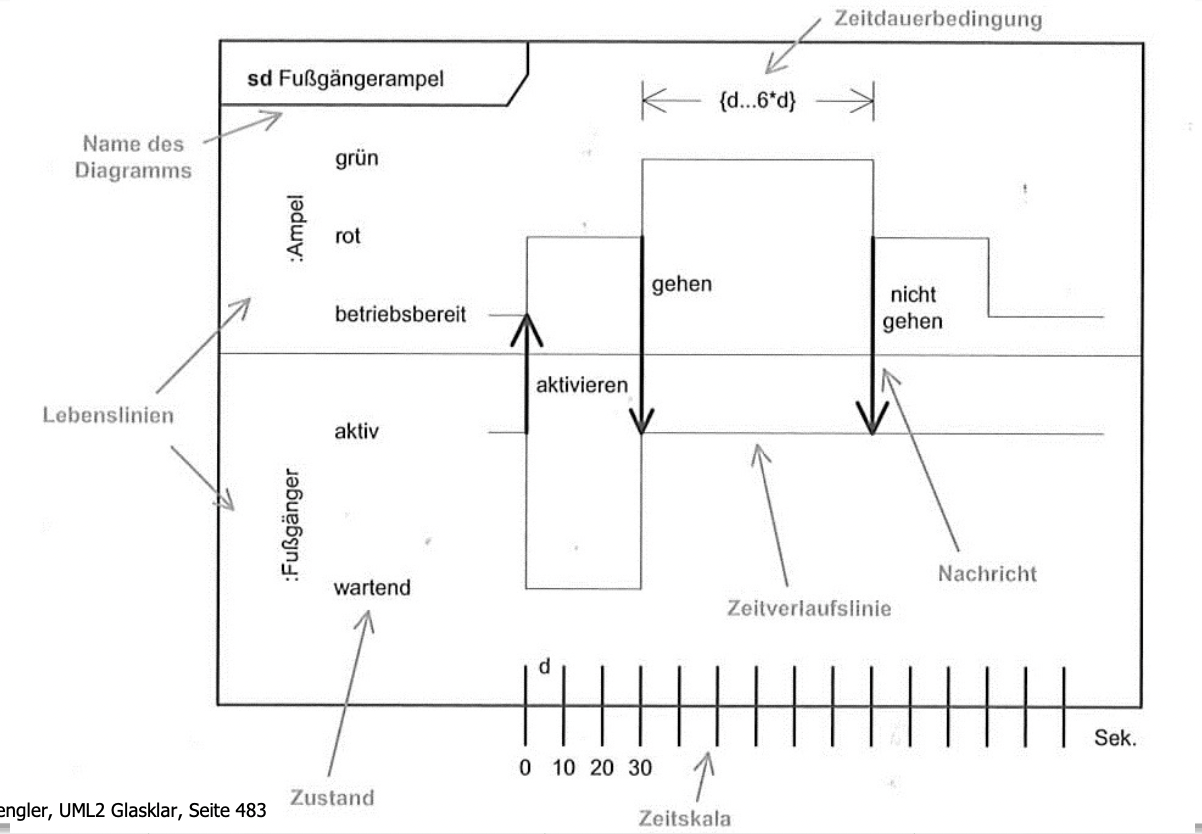 Zeitdauerbedingung
sd Fußgängerampel
{d...6*d}
Name des
Diagramms
grün
:Ampel
rot
gehen
nicht
gehen
betriebsbereit
aktivieren
Lebenslinien
aktiv
:Fußgänger
wartend
Nachricht
Zeitverlaufslinie
d
Sek.
0 10 20 30
Zustand
engler, UML2 Glasklar, Seite 483
Zeitskala